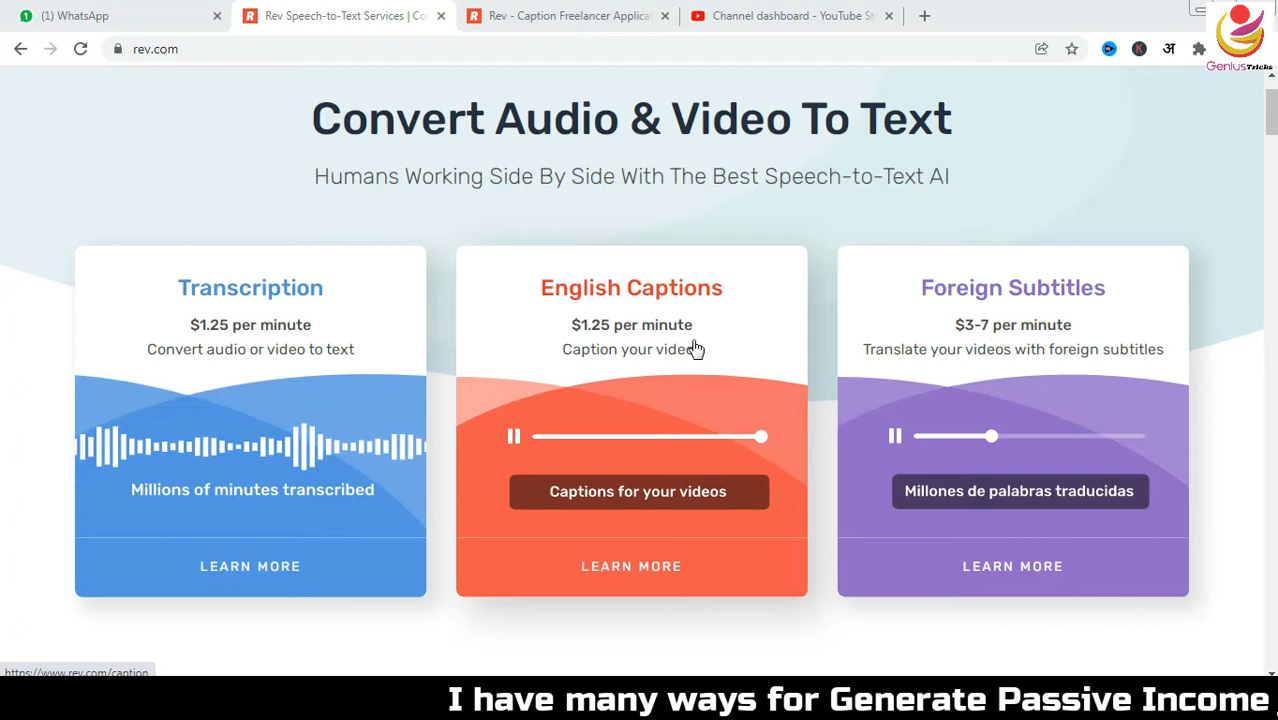 (1) WhatsApp
Rev Speech-to-Text Services | Co
Rev - Caption Freelancer Applica
Channel dashboard - YouTube St
rev.com
अ
Genius Tricks
Convert Audio & Video To Text
Humans Working Side By Side With The Best Speech-to-Text AI
Transcription
$1.25 per minute
Convert audio or video to text
Millions of minutes transcribed
LEARN MORE
English Captions
$1.25 per minute
Caption your video
Captions for your videos
LEARN MORE
Foreign Subtitles
$3-7 per minute
Translate your videos with foreign subtitles
Millones de palabras traducidas
LEARN MORE
https://www.rev.com/caption
I have many ways for Generate Passive Income